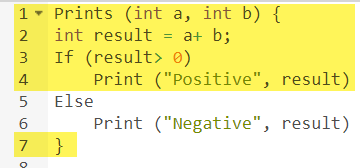 1 Prints (int a, int b) {
2 int result = a+ b;
3 If (result> 0)
4     Print ("Positive", result)
5 Else
6     Print ("Negative", result)
7 }
8